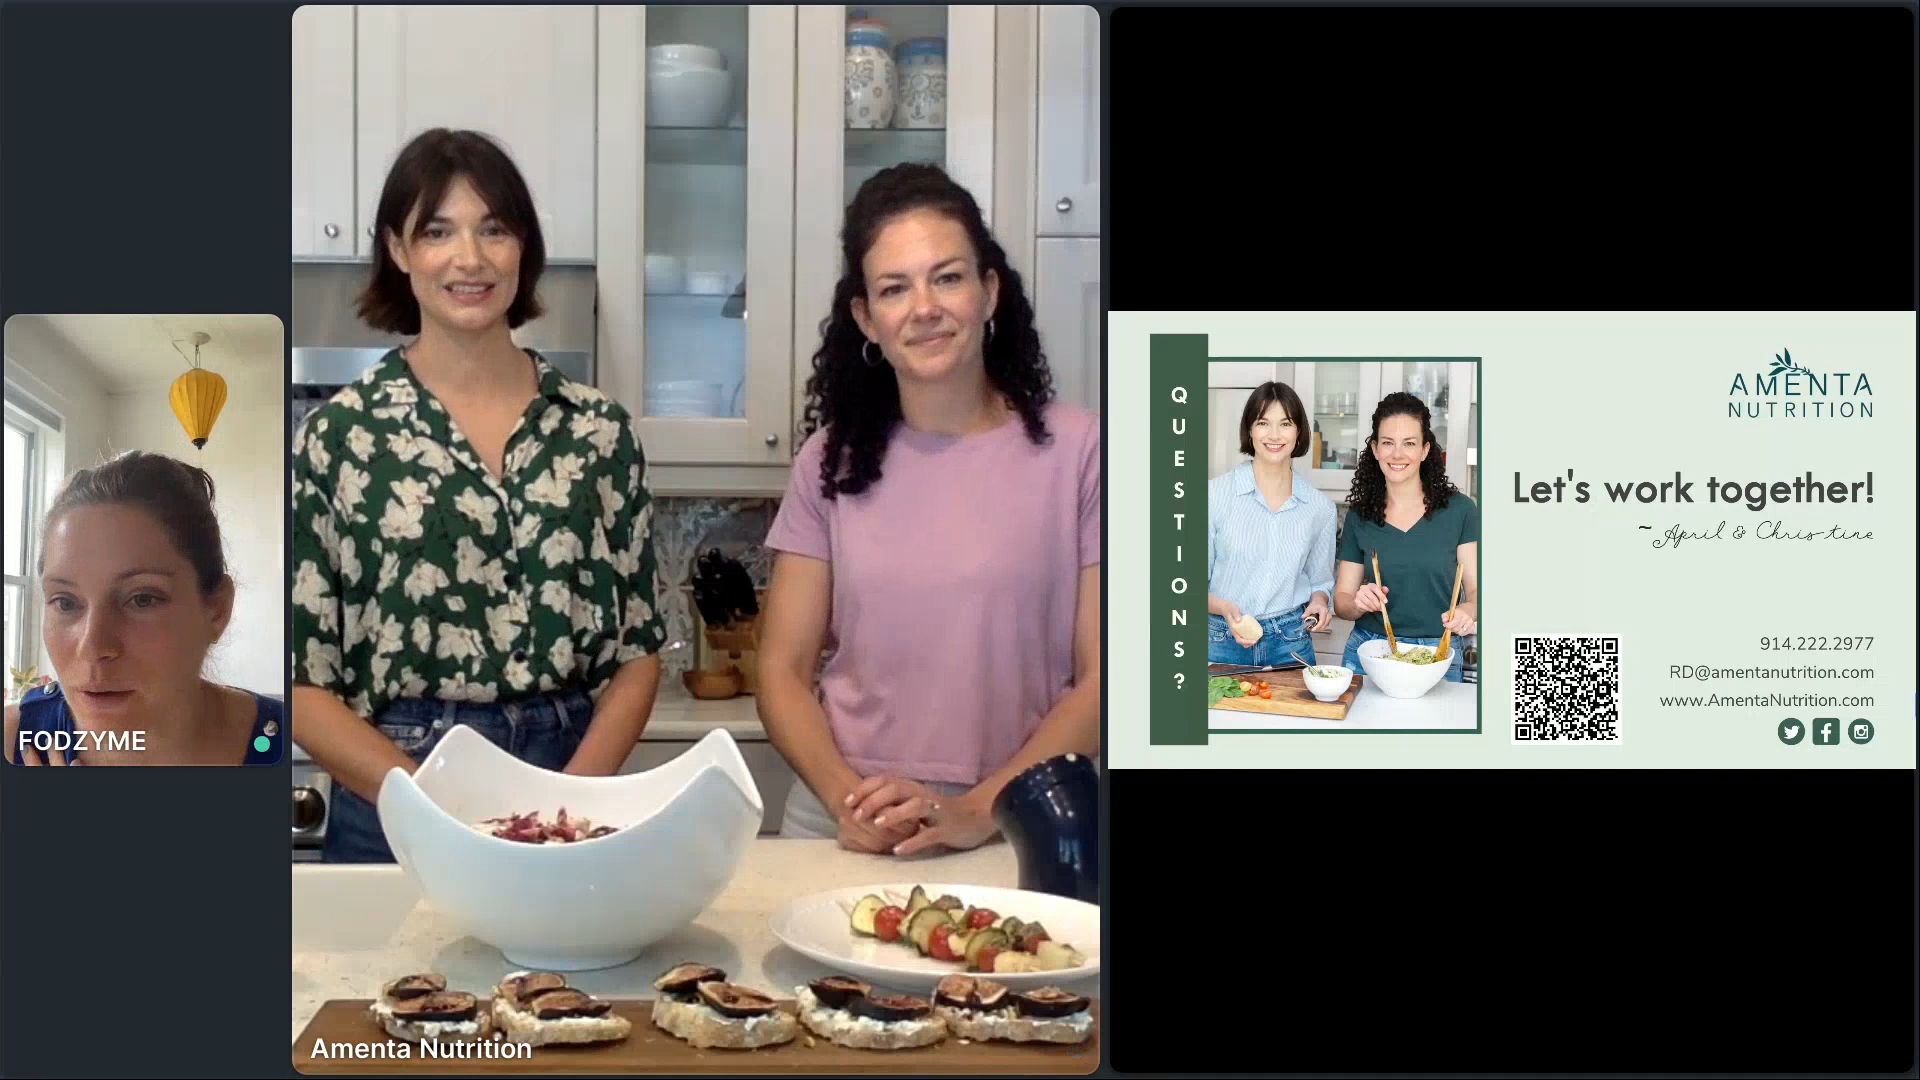 FODZYME
Amenta Nutrition
QUESTIONS?
AMENTA
NUTRITION
Let's work together!
~April & Christine
914.222.2977
RD@amentanutrition.com
www.AmentaNutrition.com